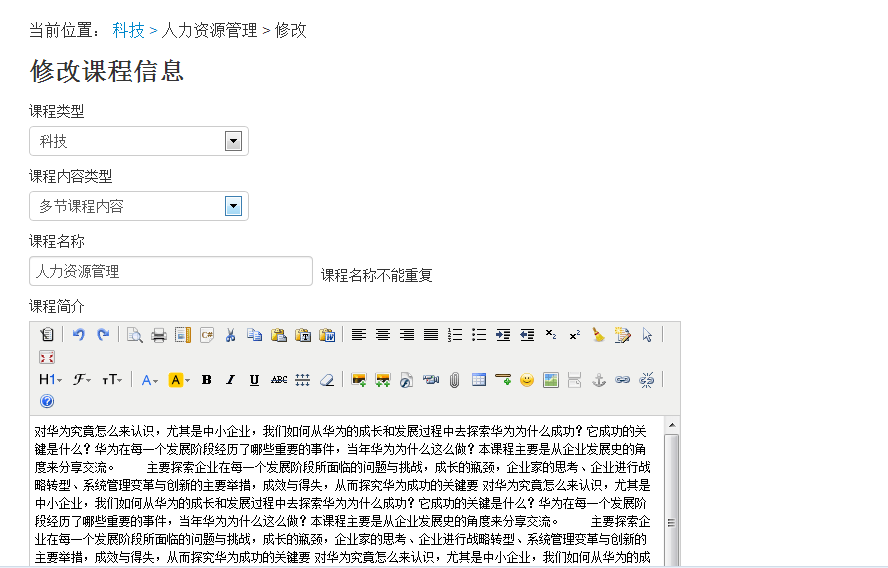 当前位置： 科技 > 人力资源管理 > 修改
修改课程信息
课程类型
科技
课程内容类型
多节课程内容
课程名称
人力资源管理
课程名称不能重复
课程简介
H1 F TT A A B I U ABC
对华为究竟怎么来认识，尤其是中小企业，我们如何从华为的成长和发展过程中去探索华为为什么成功？它成功的关
键是什么？华为在每一个发展阶段经历了哪些重要的事件，当年华为为什么这么做？本课程主要是从企业发展史的角
度来分享交流。 主要探索企业在每一个发展阶段所面临的问题与挑战，成长的瓶颈，企业家的思考、企业进行战
略转型、系统管理变革与创新的主要举措，成效与得失，从而探究华为成功的关键要 对华为究竟怎么来认识，尤其是
中小企业，我们如何从华为的成长和发展过程中去探索华为为什么成功？它成功的关键是什么？华为在每一个发展阶
段经历了哪些重要的事件，当年华为为什么这么做？本课程主要是从企业发展史的角度来分享交流。 主要探索企
业在每一个发展阶段所面临的问题与挑战，成长的瓶颈，企业家的思考、企业进行战略转型、系统管理变革与创新的
主要举措，成效与得失，从而探究华为成功的关键要 对华为究竟怎么来认识，尤其是中小企业，我们如何从华为的成